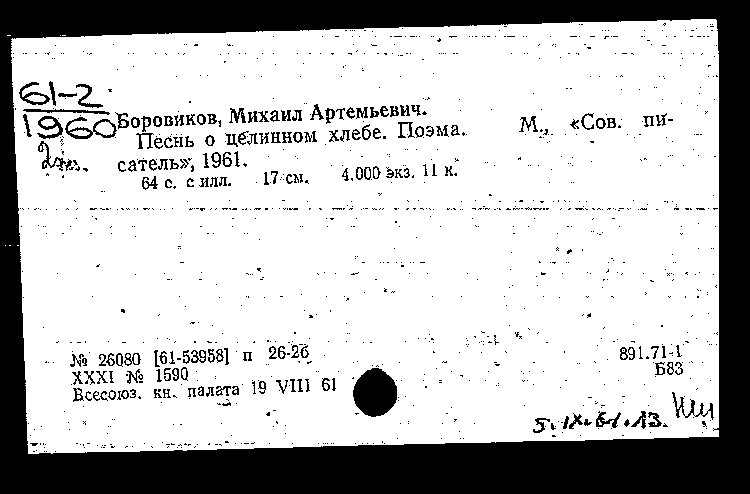 61-2
1960
2 экз.
Боровиков, Михаил Артемьевич.
Песнь о целинном хлебе. Поэма. М., «Сов. пи-
сатель», 1961.
64 с. с илл. 17 см. 4.000 экз. 11 к.
№ 26080 [61-53958] п 26-26
XXXI № 1590
Всесоюз. кн. палата 19 VIII 61
891.71-1
Б83
5.IX.61.13.